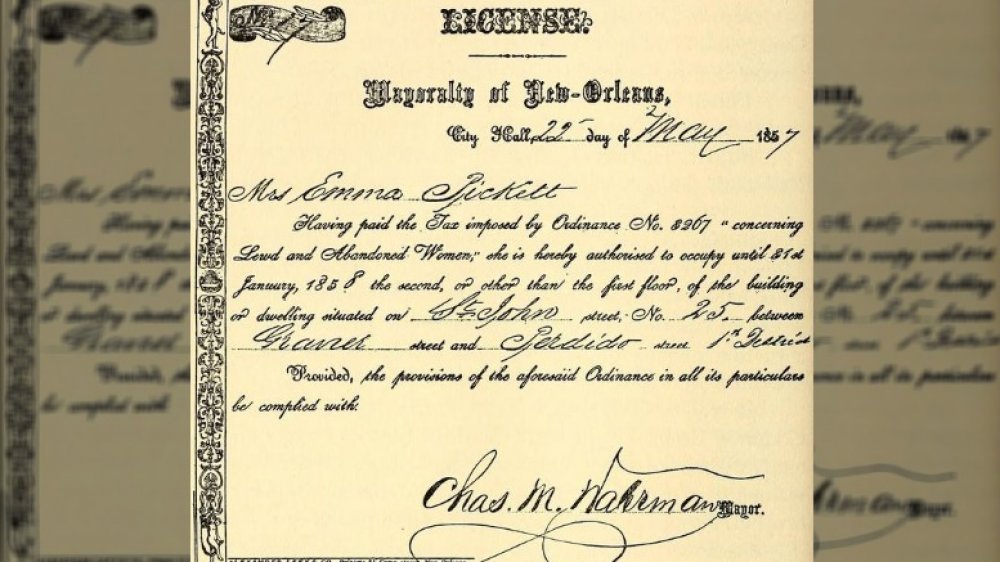 LICENSE.
Mayoralty of New-Orleans,
City Hall, 22 day of May 1857
Mrs Emma Pickett
Having paid the Tax imposed by Ordinance No. 3267 "concerning
Lewd and Abandoned Women," she is hereby authorised to occupy until 31st
January, 1858 the second, or other than the first floor, of the building
or dwelling situated on St. John street, No. 25, between
Gravier street and Perdido street 1st District
Provided, the provisions of the aforesaid Ordinance in all its particulars
be complied with.
Chas. M. Waterman Mayor.